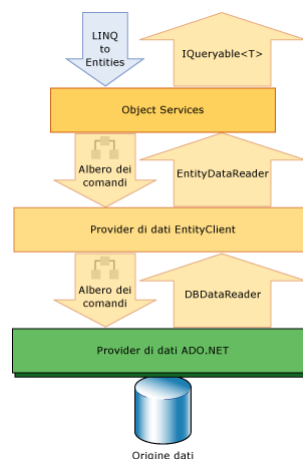 LINQ
to
Entities
IQueryable<T>
Object Services
Albero dei
comandi
EntityDataReader
Provider di dati EntityClient
Albero dei
comandi
DBDataReader
Provider di dati ADO.NET
Origine dati